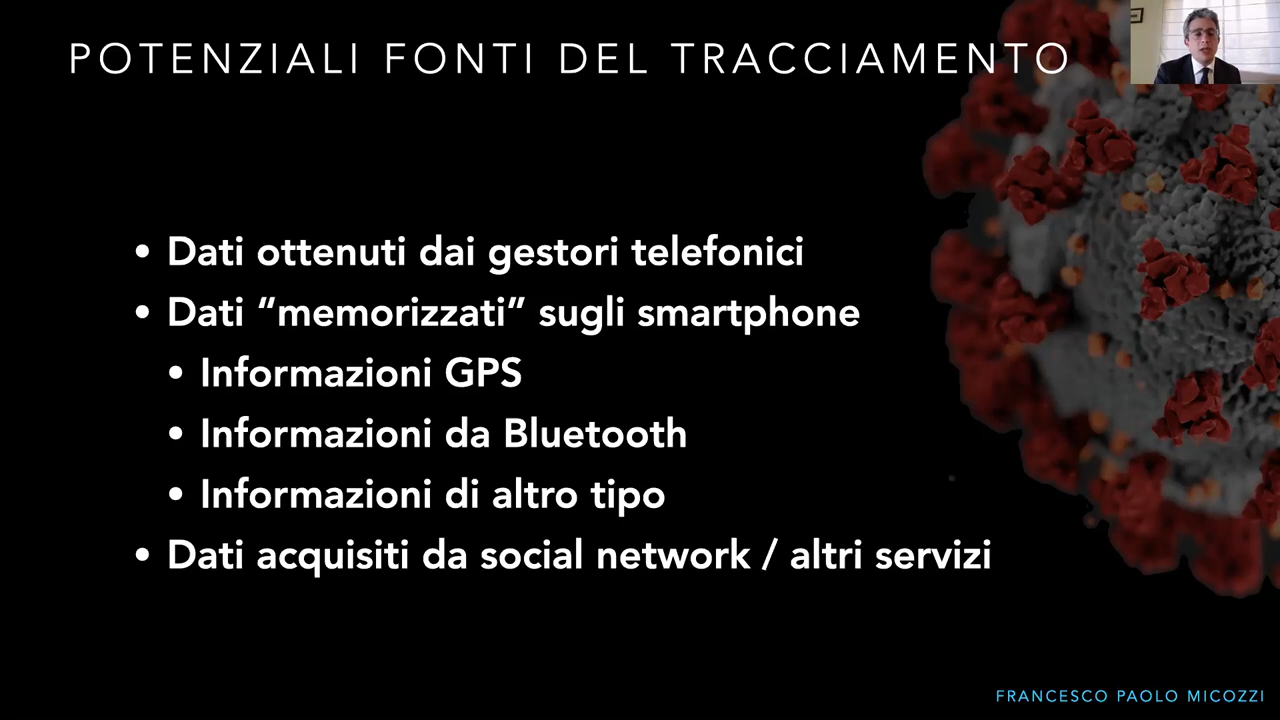 POTENZIALI FONTI DEL TRACCIAMENTO
• Dati ottenuti dai gestori telefonici
• Dati “memorizzati” sugli smartphone
• Informazioni GPS
• Informazioni da Bluetooth
• Informazioni di altro tipo
• Dati acquisiti da social network / altri servizi
FRANCESCO PAOLO MICOZZI